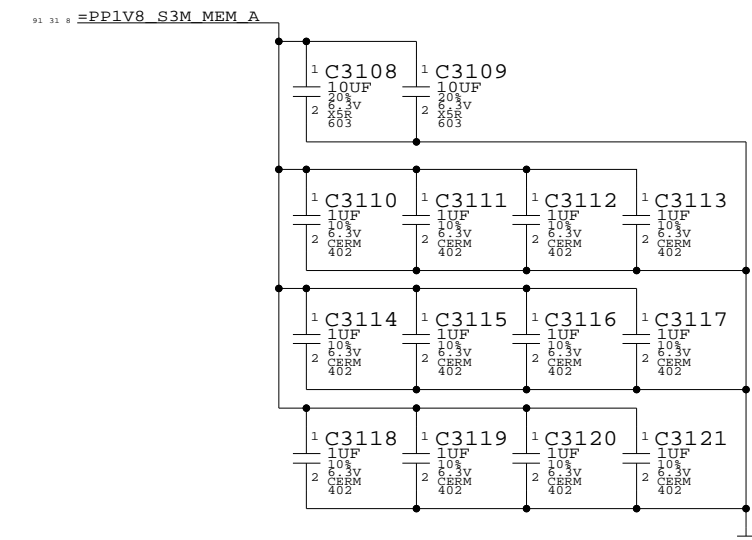 91 31 8 =PP1V8_S3M_MEM_A
1 C3108 1 C3109
10UF 10UF
20% 20%
6.3V 6.3V
2 X5R 2 X5R
603 603
1 C3110 1 C3111 1 C3112 1 C3113
1UF 1UF 1UF 1UF
10% 10% 10% 10%
6.3V 6.3V 6.3V 6.3V
2 CERM 2 CERM 2 CERM 2 CERM
402 402 402 402
1 C3114 1 C3115 1 C3116 1 C3117
1UF 1UF 1UF 1UF
10% 10% 10% 10%
6.3V 6.3V 6.3V 6.3V
2 CERM 2 CERM 2 CERM 2 CERM
402 402 402 402
1 C3118 1 C3119 1 C3120 1 C3121
1UF 1UF 1UF 1UF
10% 10% 10% 10%
6.3V 6.3V 6.3V 6.3V
2 CERM 2 CERM 2 CERM 2 CERM
402 402 402 402